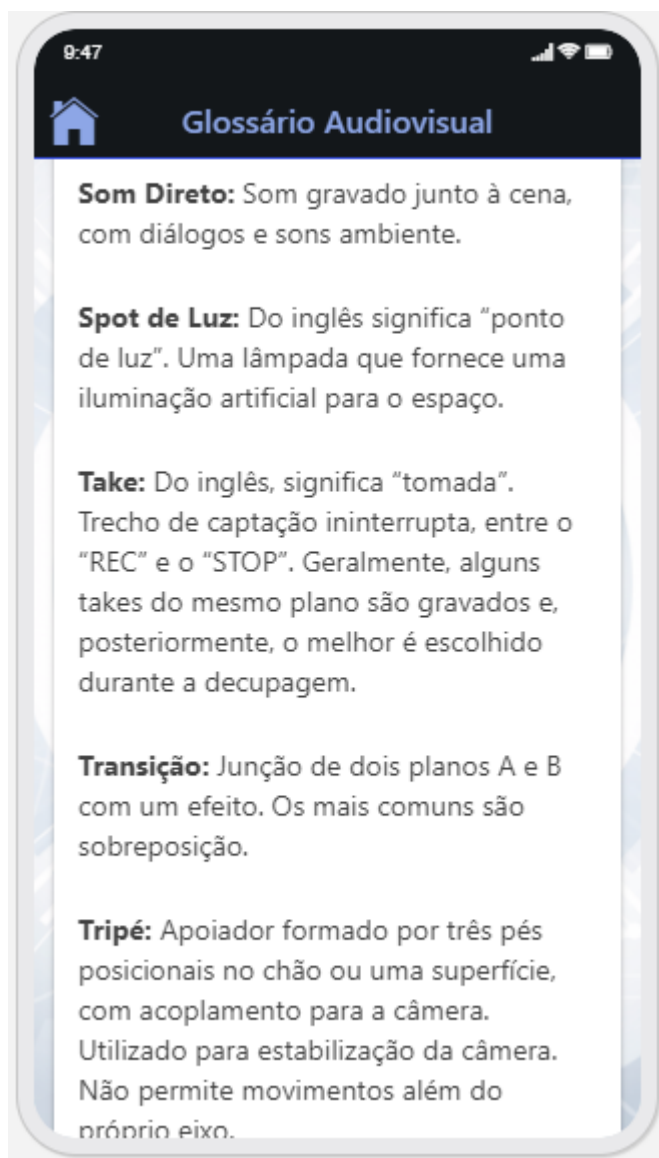 9:47
Glossário Audiovisual
Som Direto: Som gravado junto à cena,
com diálogos e sons ambiente.
Spot de Luz: Do inglês significa “ponto
de luz”. Uma lâmpada que fornece uma
iluminação artificial para o espaço.
Take: Do inglês, significa “tomada”.
Trecho de captação ininterrupta, entre o
“REC” e o “STOP”. Geralmente, alguns
takes do mesmo plano são gravados e,
posteriormente, o melhor é escolhido
durante a decupagem.
Transição: Junção de dois planos A e B
com um efeito. Os mais comuns são
sobreposição.
Tripé: Apoiador formado por três pés
posicionais no chão ou uma superfície,
com acoplamento para a câmera.
Utilizado para estabilização da câmera.
Não permite movimentos além do
próprio eixo.